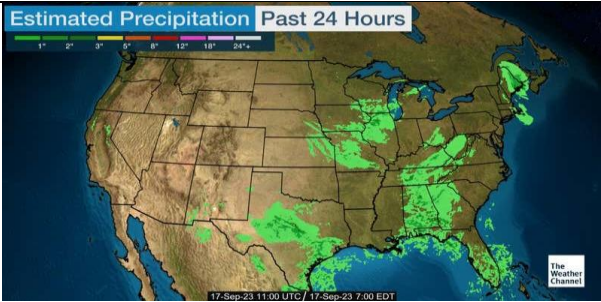 Estimated Precipitation Past 24 Hours
1" 2" 3" 5" 8" 12" 18" 24"+
The
Weather
Channel
17-Sep-23 11:00 UTC / 17-Sep-23 7:00 EDT